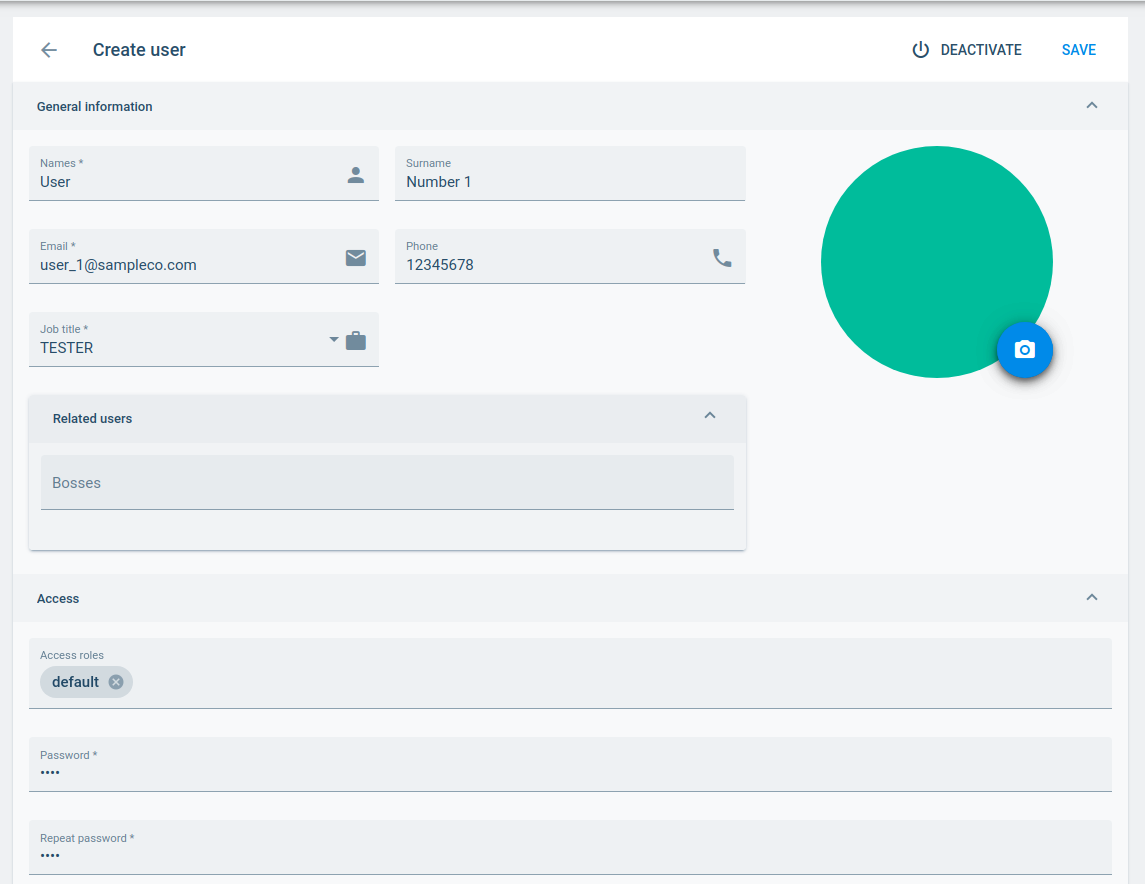 Create user
DEACTIVATE
SAVE
General information
Names *
User
Surname
Number 1
Email *
user_1@sampleco.com
Phone
12345678
Job title *
TESTER
Related users
Bosses
Access
Access roles
default
Password *
••••
Repeat password *
••••